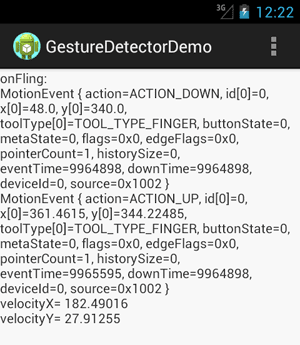 3G
12:22
GestureDetectorDemo
onFling:
MotionEvent { action=ACTION_DOWN, id[0]=0,
x[0]=48.0, y[0]=340.0,
toolType[0]=TOOL_TYPE_FINGER, buttonState=0,
metaState=0, flags=0x0, edgeFlags=0x0,
pointerCount=1, historySize=0,
eventTime=9964898, downTime=9964898,
deviceId=0, source=0x1002 }
MotionEvent { action=ACTION_UP, id[0]=0,
x[0]=361.4615, y[0]=344.22485,
toolType[0]=TOOL_TYPE_FINGER, buttonState=0,
metaState=0, flags=0x0, edgeFlags=0x0,
pointerCount=1, historySize=0,
eventTime=9965595, downTime=9964898,
deviceId=0, source=0x1002 }
velocityX= 182.49016
velocityY= 27.91255